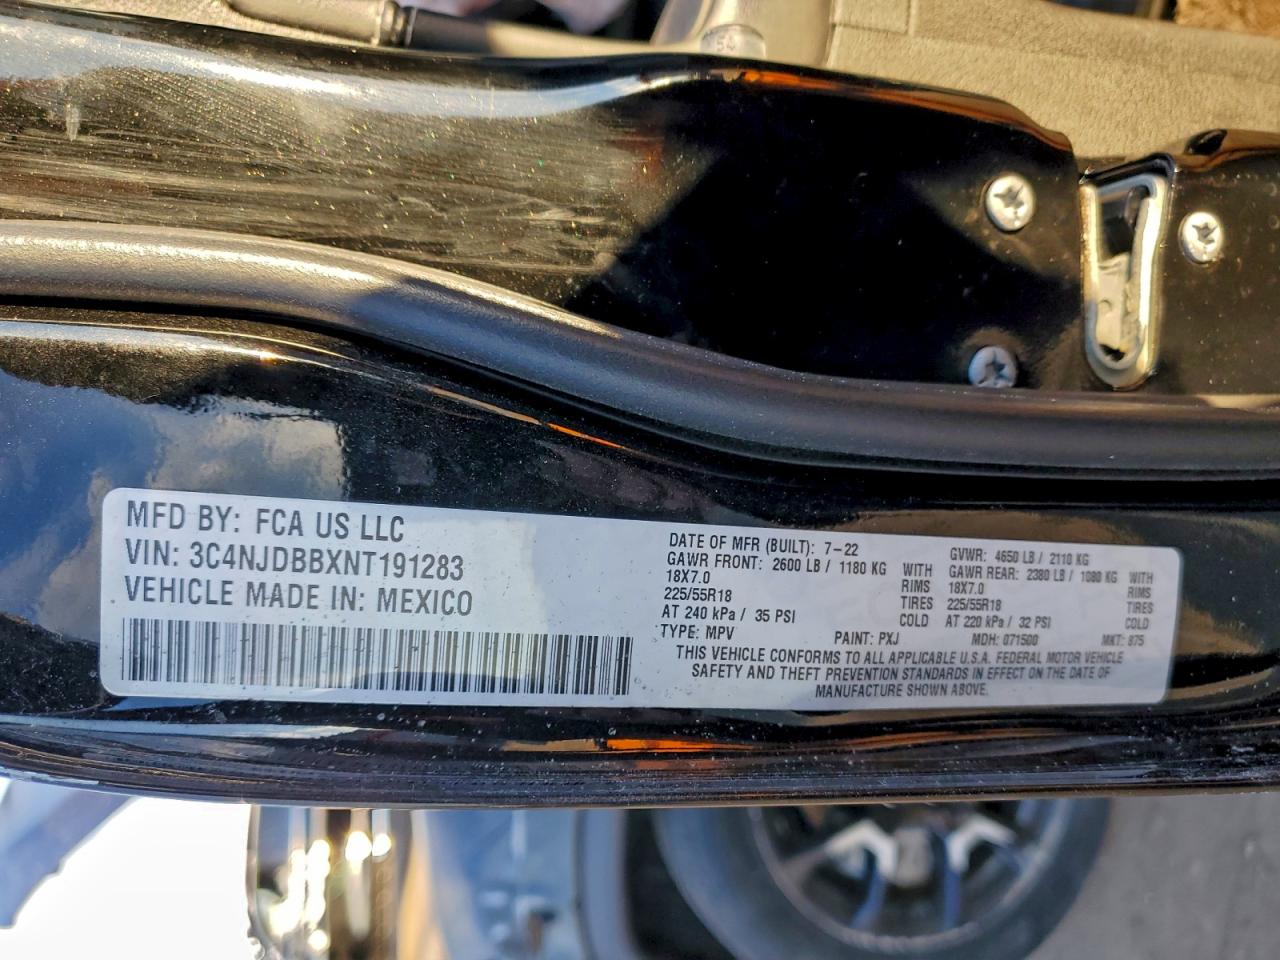 54
MFD BY: FCA US LLC
VIN: 3C4NJDBBXNT191283
VEHICLE MADE IN: MEXICO
DATE OF MFR (BUILT): 7-22 GVWR: 4650 LB / 2110 KG
GAWR FRONT: 2600 LB / 1180 KG WITH GAWR REAR: 2380 LB / 1080 KG WITH
18X7.0 RIMS 18X7.0 RIMS
225/55R18 TIRES 225/55R18 TIRES
AT 240 kPa / 35 PSI COLD AT 220 kPa / 32 PSI COLD
TYPE: MPV PAINT: PXJ MDH: 071500 MKT: 875
THIS VEHICLE CONFORMS TO ALL APPLICABLE U.S.A. FEDERAL MOTOR VEHICLE
SAFETY AND THEFT PREVENTION STANDARDS IN EFFECT ON THE DATE OF
MANUFACTURE SHOWN ABOVE.